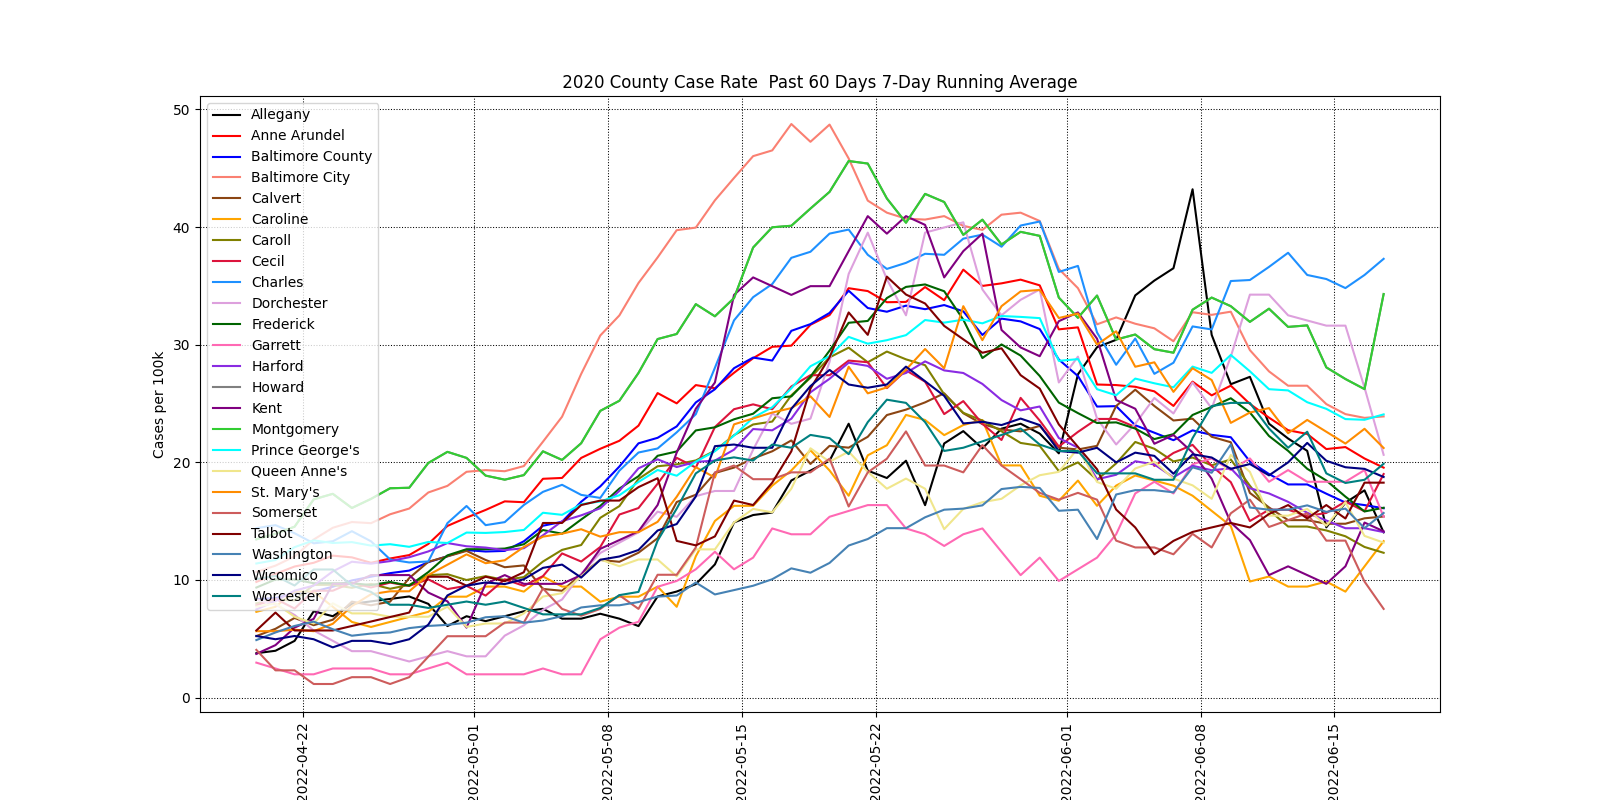 2020 County Case Rate  Past 60 Days 7-Day Running Average
Cases per 100k
50
40
30
20
10
0
Allegany
Anne Arundel
Baltimore County
Baltimore City
Calvert
Caroline
Caroll
Cecil
Charles
Dorchester
Frederick
Garrett
Harford
Howard
Kent
Montgomery
Prince George's
Queen Anne's
St. Mary's
Somerset
Talbot
Washington
Wicomico
Worcester
2022-04-22
2022-05-01
2022-05-08
2022-05-15
2022-05-22
2022-06-01
2022-06-08
2022-06-15